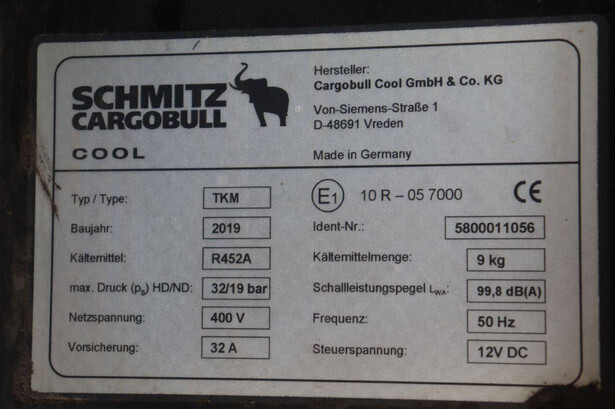 SCHMITZ
CARGOBULL
COOL
Hersteller:
Cargobull Cool GmbH & Co. KG
Von-Siemens-Straße 1
D-48691 Vreden
Made in Germany
Typ / Type: TKM
E1 10 R – 05 7000 CE
Baujahr: 2019
Ident-Nr.: 5800011056
Kältemittel: R452A
Kältemittelmenge: 9 kg
max. Druck (ps) HD/ND: 32/19 bar
Schallleistungspegel LWA: 99,8 dB(A)
Netzspannung: 400 V
Frequenz: 50 Hz
Vorsicherung: 32 A
Steuerspannung: 12V DC